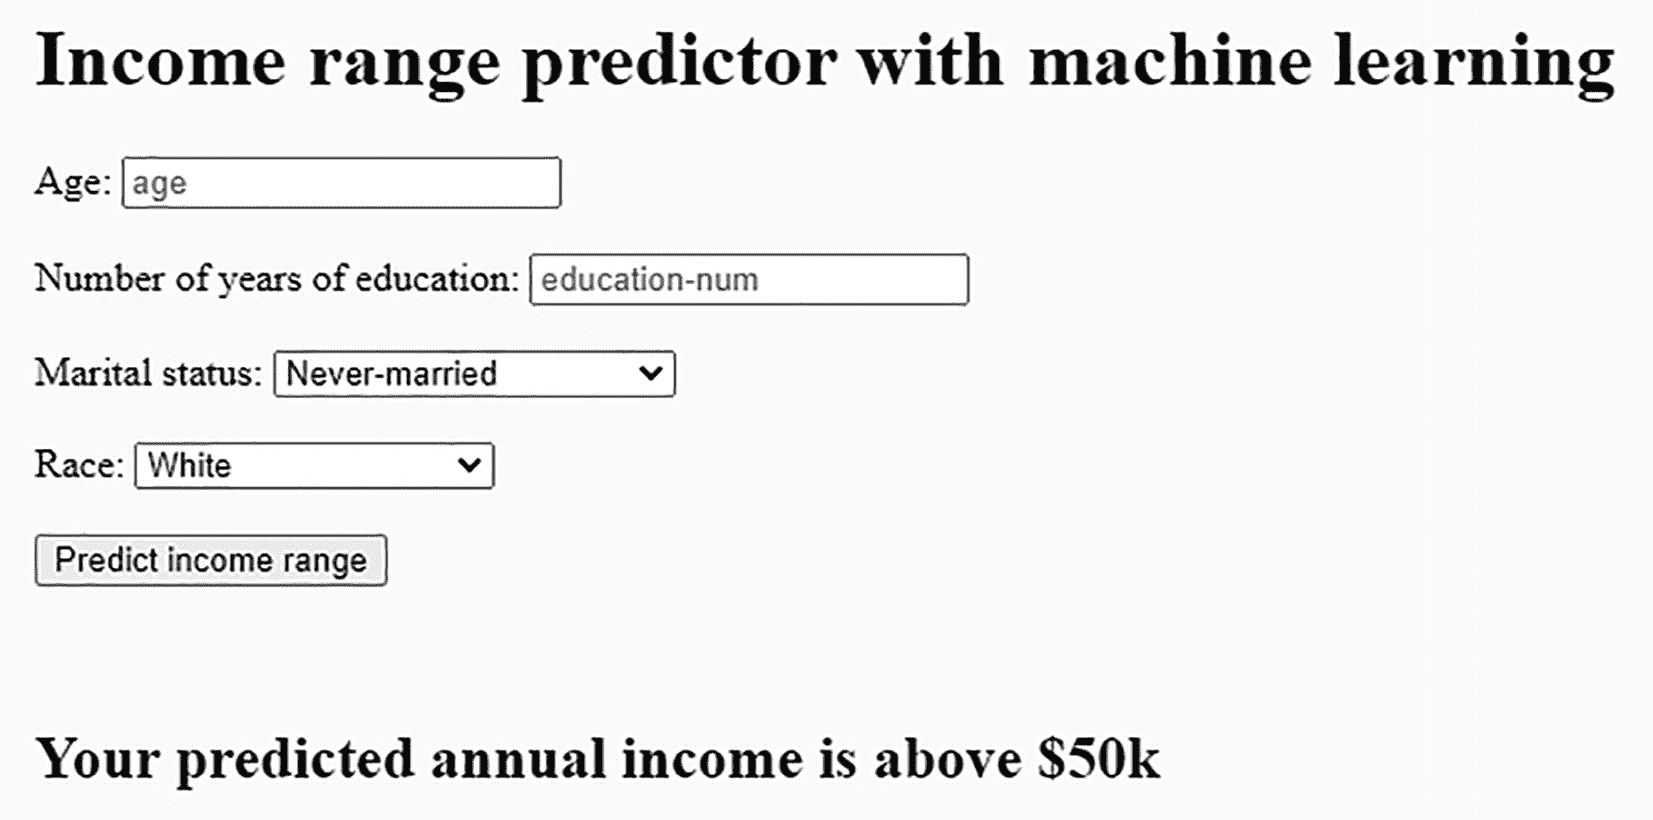 Income range predictor with machine learning
Age: age
Number of years of education: education-num
Marital status: Never-married
Race: White
Predict income range
Your predicted annual income is above $50k